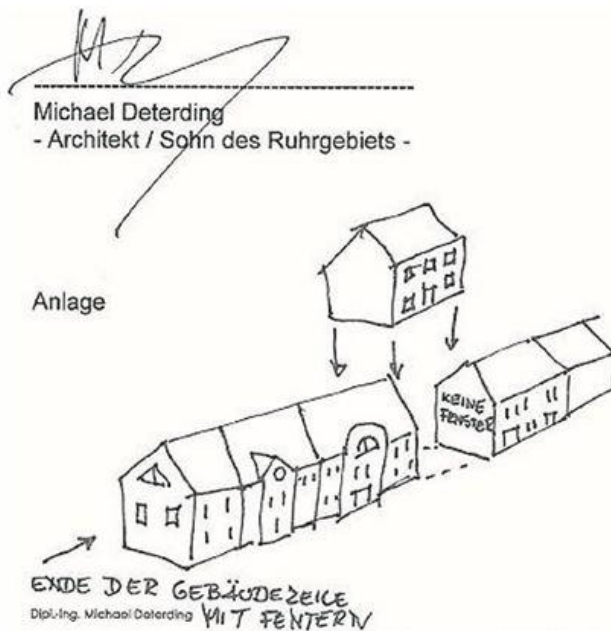 Michael Deterding
- Architekt / Sohn des Ruhrgebiets -
Anlage
KEINE
FENSTER
ENDE DER GEBÄUDEZEILE
Dipl.-Ing. Michael Deterding MIT FENTERN